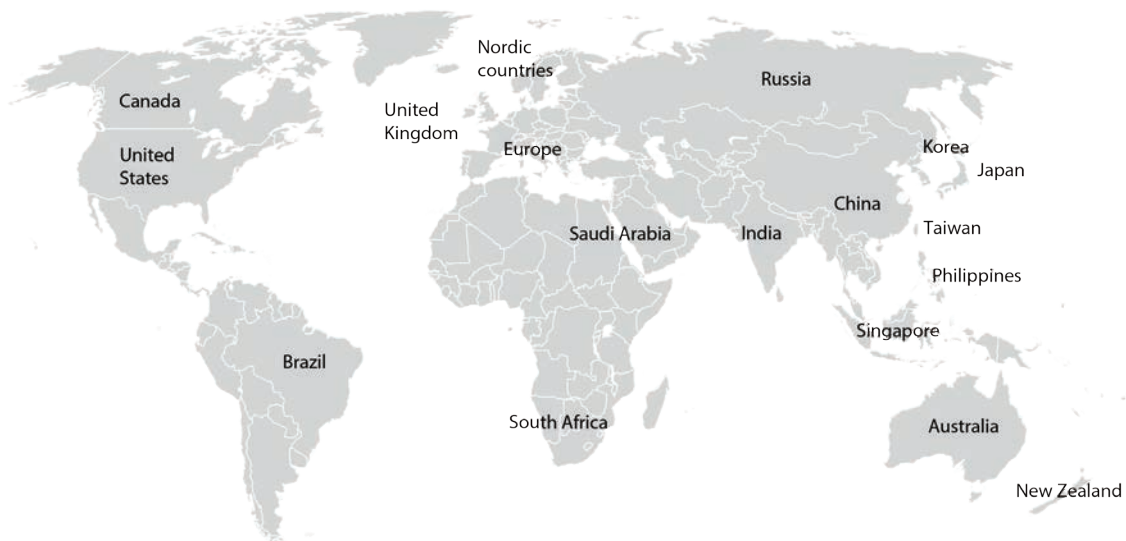 Nordic
countries
Russia
Canada
United
Kingdom
United
States
Europe
Korea
Japan
China
Saudi Arabia
India
Taiwan
Philippines
Singapore
Brazil
South Africa
Australia
New Zealand